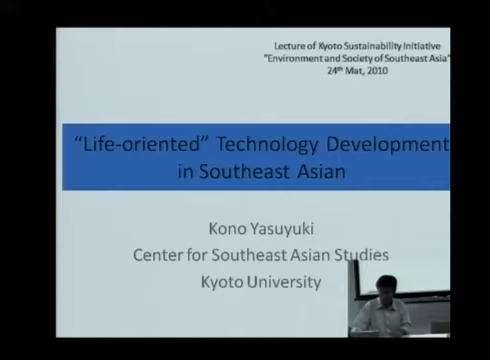 Lecture of Kyoto Sustainability Initiative
"Environment and Society of Southeast Asia"
24th Mat, 2010
“Life-oriented” Technology Development
in Southeast Asian
Kono Yasuyuki
Center for Southeast Asian Studies
Kyoto University